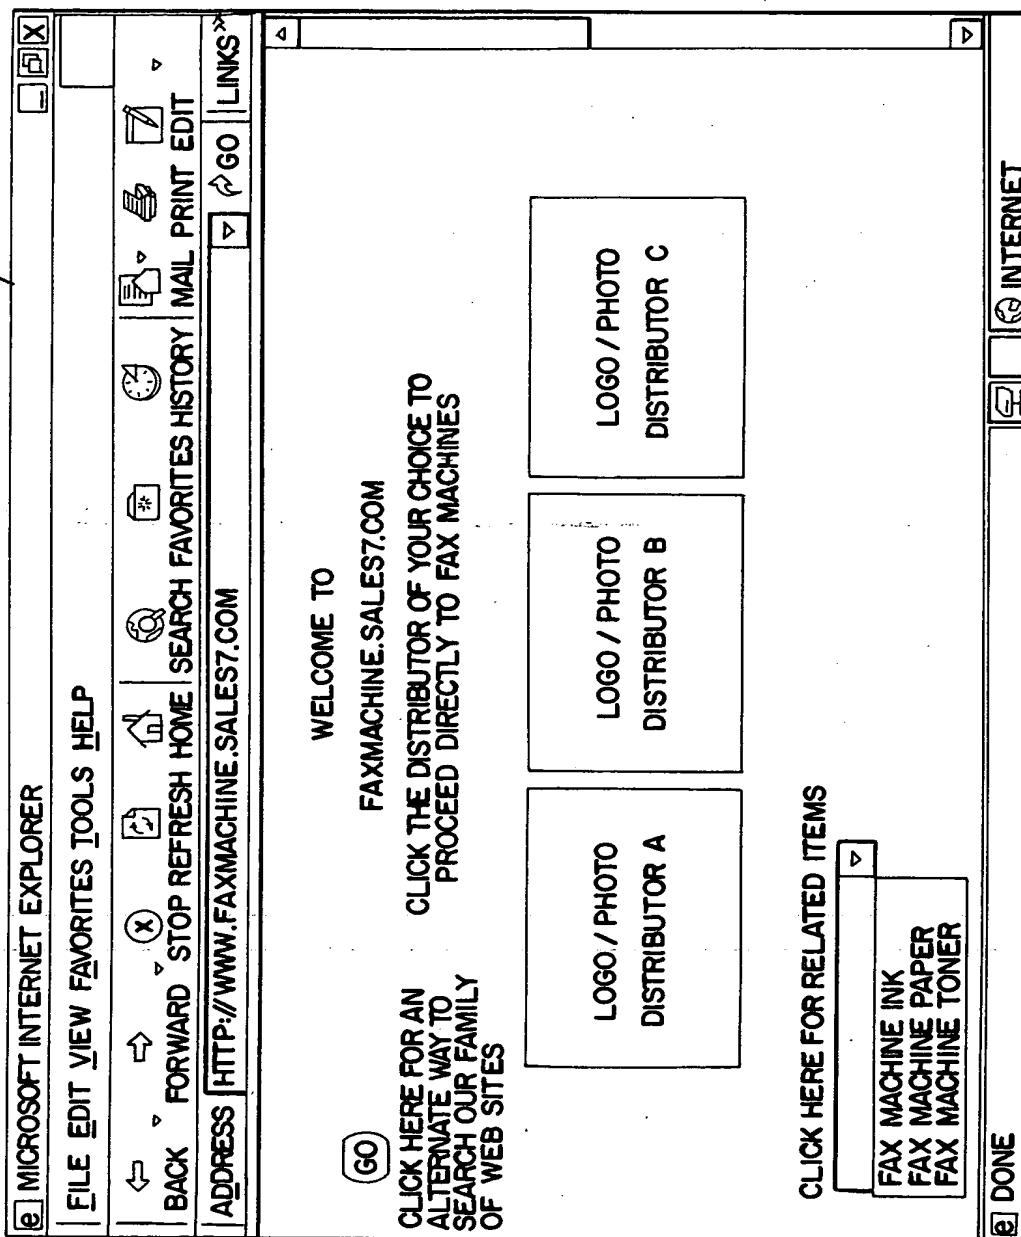 MICROSOFT INTERNET EXPLORER
FILE EDIT VIEW FAVORITES TOOLS HELP
BACK FORWARD STOP REFRESH HOME SEARCH FAVORITES HISTORY MAIL PRINT EDIT
ADDRESS HTTP://WWW.FAXMACHINE.SALES7.COM GO LINKS»
WELCOME TO
FAXMACHINE.SALES7.COM
GO
CLICK HERE FOR AN
ALTERNATE WAY TO
SEARCH OUR FAMILY
OF WEB SITES
CLICK THE DISTRIBUTOR OF YOUR CHOICE TO
PROCEED DIRECTLY TO FAX MACHINES
LOGO/PHOTO
DISTRIBUTOR A
LOGO/PHOTO
DISTRIBUTOR B
LOGO/PHOTO
DISTRIBUTOR C
CLICK HERE FOR RELATED ITEMS
FAX MACHINE INK
FAX MACHINE PAPER
FAX MACHINE TONER
DONE
INTERNET